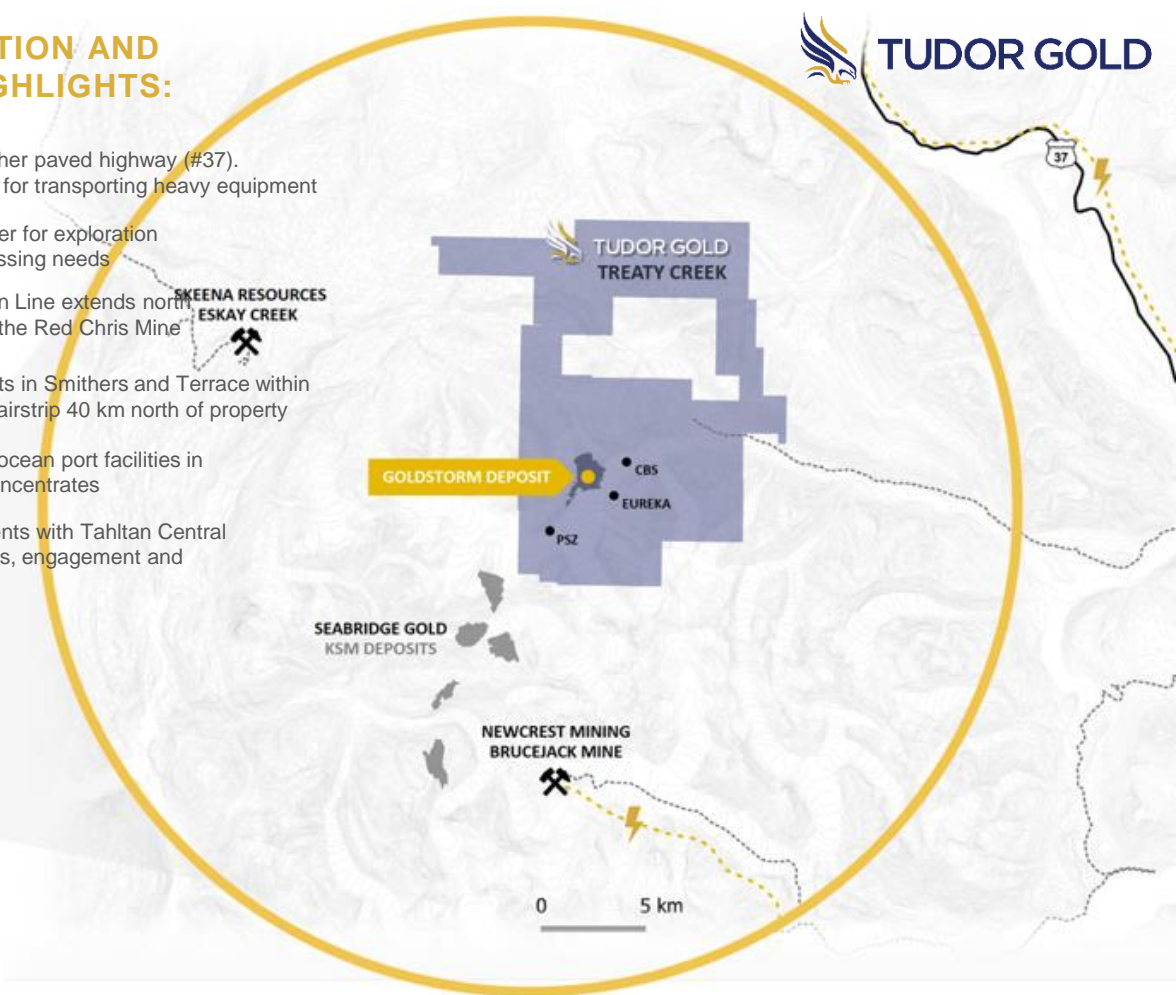 TION AND
GHLIGHTS:
her paved highway (#37).
for transporting heavy equipment
er for exploration
ssing needs
n Line extends north
the Red Chris Mine
ts in Smithers and Terrace within
airstrip 40 km north of property
ocean port facilities in
ncentrates
ents with Tahltan Central
s, engagement and
TUDOR GOLD
37
TUDOR GOLD
TREATY CREEK
SKEENA RESOURCES
ESKAY CREEK
GOLDSTORM DEPOSIT
CBS
EUREKA
PSZ
SEABRIDGE GOLD
KSM DEPOSITS
NEWCREST MINING
BRUCEJACK MINE
0 5 km